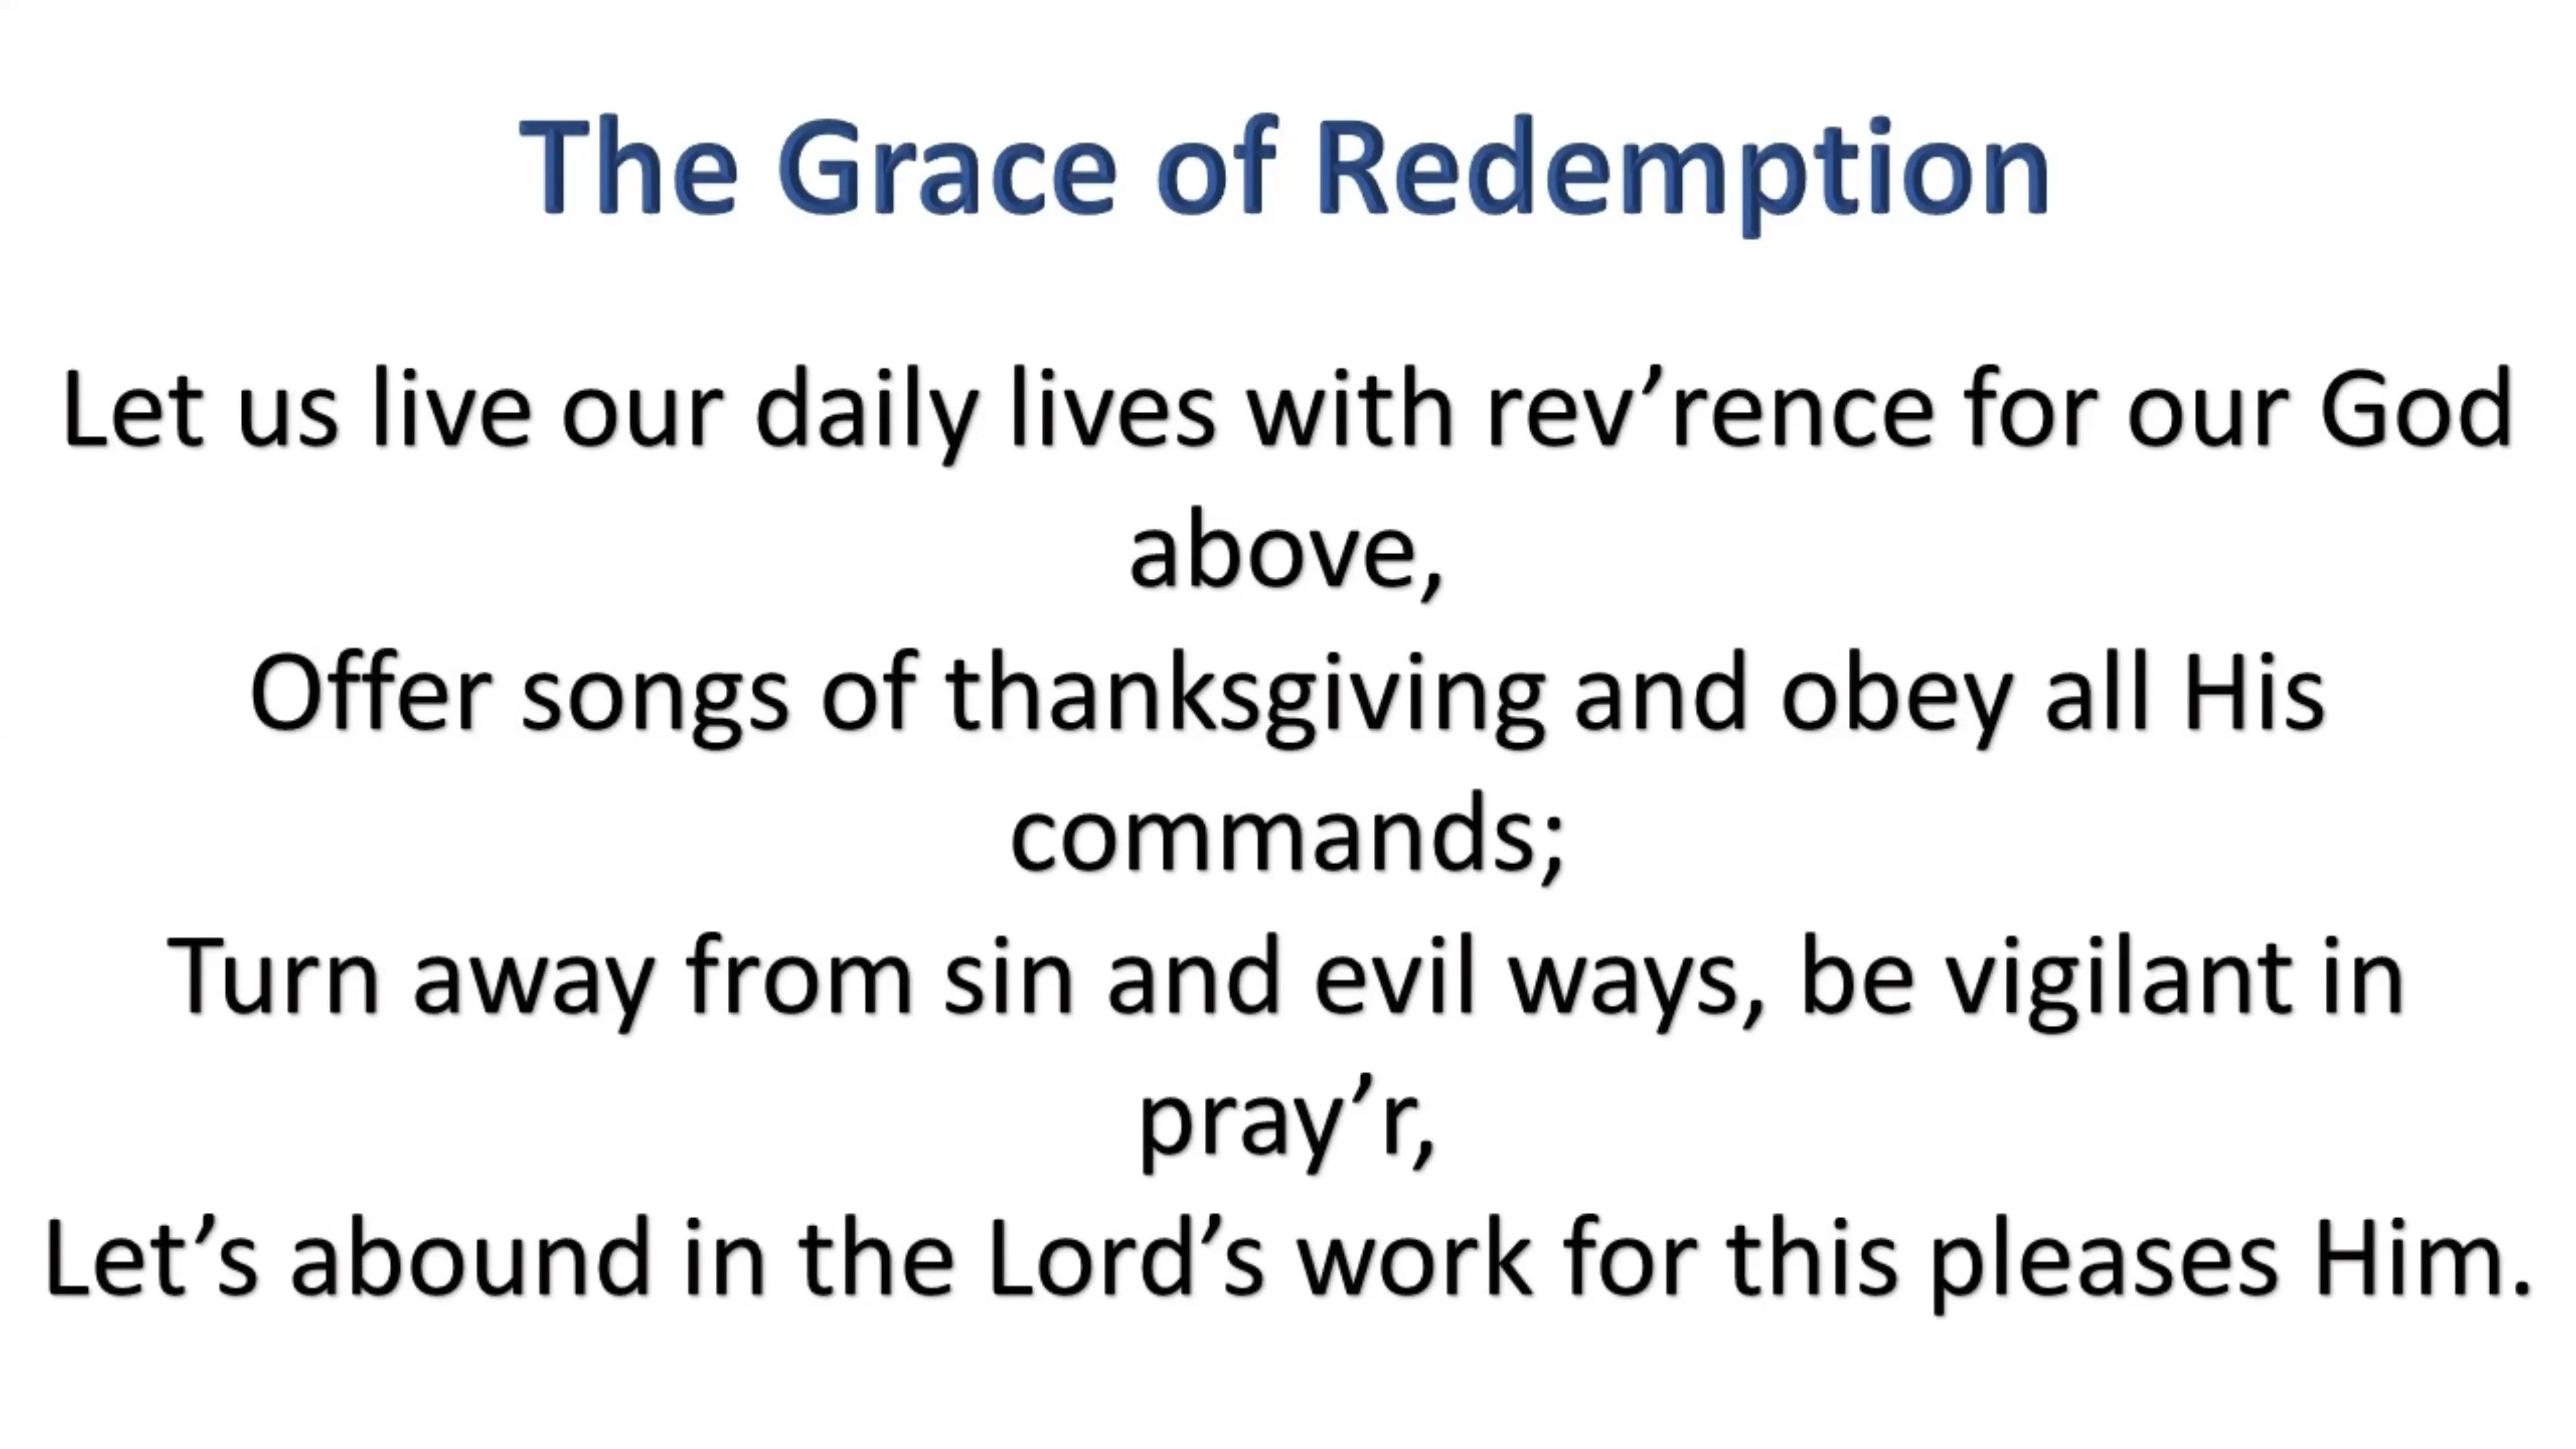 The Grace of Redemption
Let us live our daily lives with rev’rence for our God
above,
Offer songs of thanksgiving and obey all His
commands;
Turn away from sin and evil ways, be vigilant in
pray’r,
Let’s abound in the Lord’s work for this pleases Him.